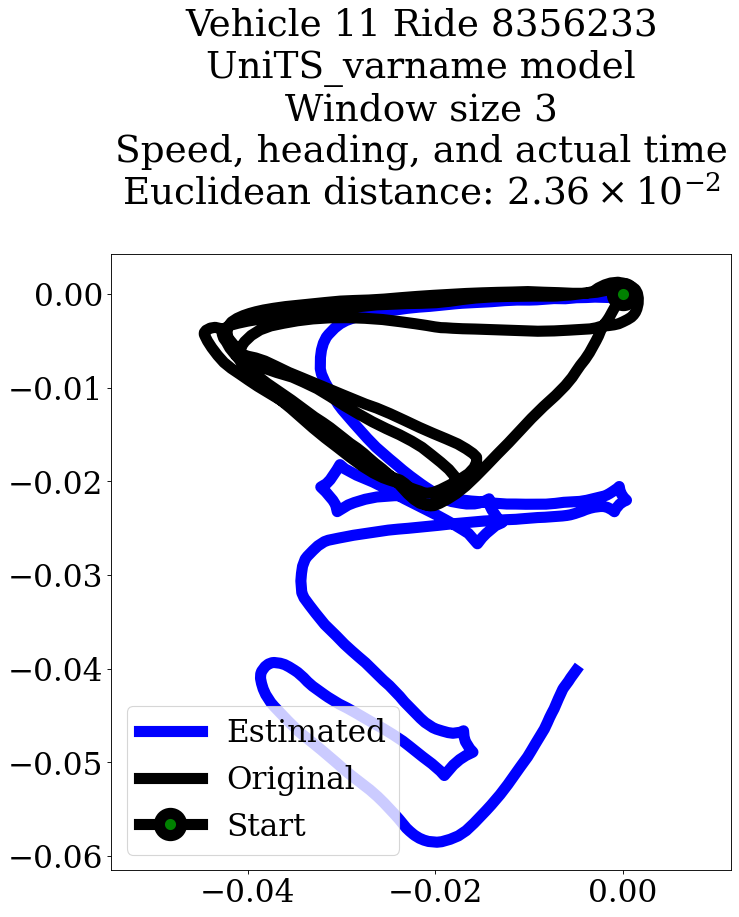 Vehicle 11 Ride 8356233
UniTS_varname model
Window size 3
Speed, heading, and actual time
Euclidean distance: 2.36 × 10⁻²
0.00
−0.01
−0.02
−0.03
−0.04
−0.05
−0.06
Estimated
Original
Start
−0.04
−0.02
0.00